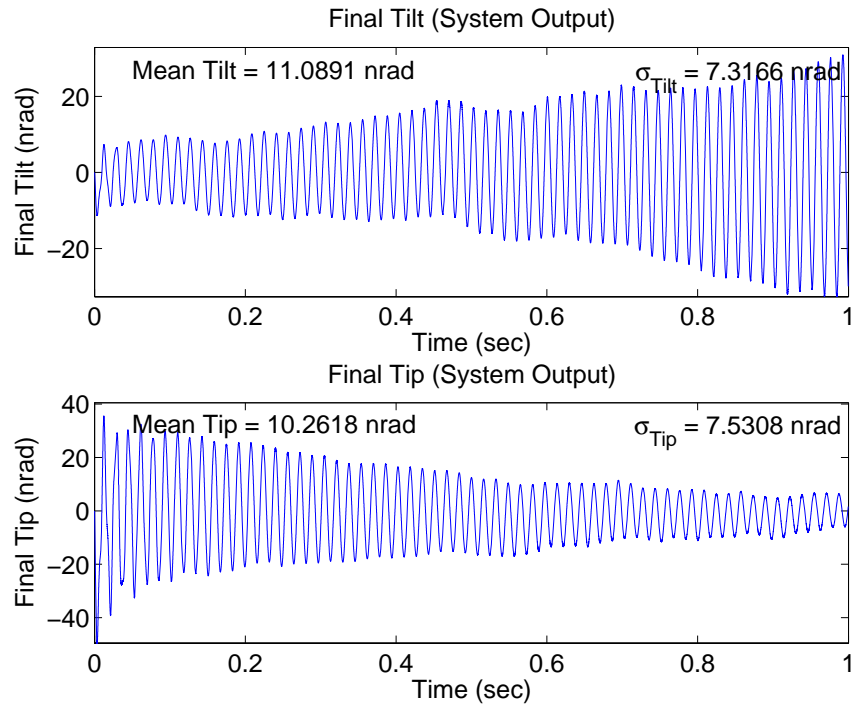 Final Tilt (System Output)
Mean Tilt = 11.0891 nrad
σTilt = 7.3166 nrad
Final Tilt (nrad)
20
0
−20
0
0.2
0.4
0.6
0.8
1
Time (sec)
Final Tip (System Output)
Mean Tip = 10.2618 nrad
σTip = 7.5308 nrad
Final Tip (nrad)
40
20
0
−20
−40
0
0.2
0.4
0.6
0.8
1
Time (sec)